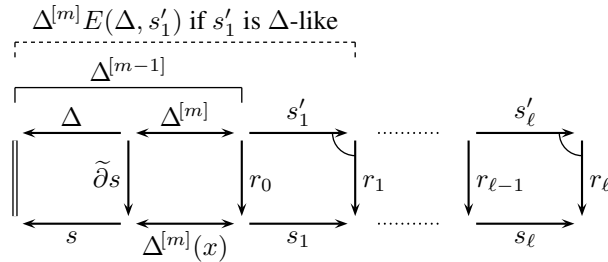 Δ^{[m]}E(Δ, s′_1) if s′_1 is Δ-like
Δ^{[m−1]}
Δ Δ^{[m]} s′_1 s′_ℓ
∂̃s r_0 r_1 r_{ℓ−1} r_ℓ
s Δ^{[m]}(x) s_1 s_ℓ